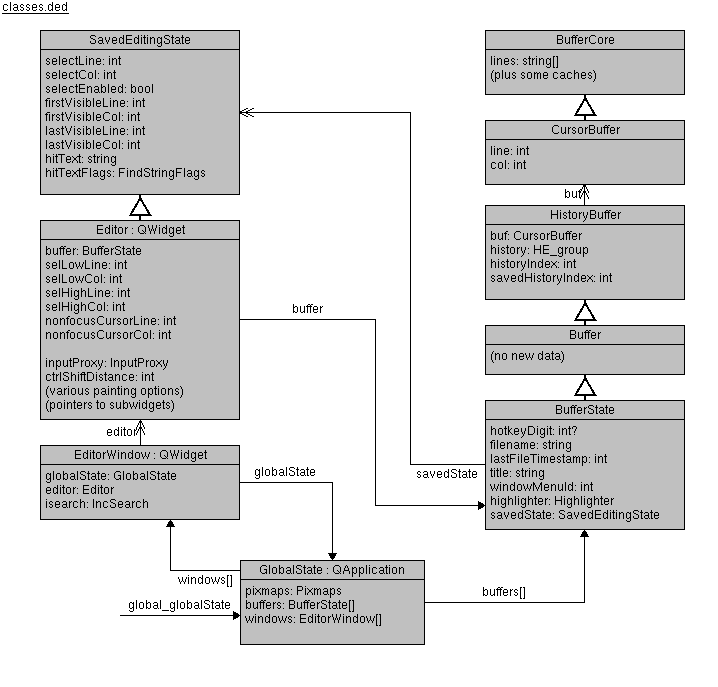 classes.ded
SavedEditingState
selectLine: int
selectCol: int
selectEnabled: bool
firstVisibleLine: int
firstVisibleCol: int
lastVisibleLine: int
lastVisibleCol: int
hitText: string
hitTextFlags: FindStringFlags
Editor : QWidget
buffer: BufferState
selLowLine: int
selLowCol: int
selHighLine: int
selHighCol: int
nonfocusCursorLine: int
nonfocusCursorCol: int
inputProxy: InputProxy
ctrlShiftDistance: int
(various painting options)
(pointers to subwidgets)
editor
EditorWindow : QWidget
globalState: GlobalState
editor: Editor
isearch: IncSearch
windows[]
global_globalState
globalState
GlobalState : QApplication
pixmaps: Pixmaps
buffers: BufferState[]
windows: EditorWindow[]
buffer
savedState
buffers[]
BufferCore
lines: string[]
(plus some caches)
CursorBuffer
line: int
col: int
buf
HistoryBuffer
buf: CursorBuffer
history: HE_group
historyIndex: int
savedHistoryIndex: int
Buffer
(no new data)
BufferState
hotkeyDigit: int?
filename: string
lastFileTimestamp: int
title: string
windowMenuId: int
highlighter: Highlighter
savedState: SavedEditingState